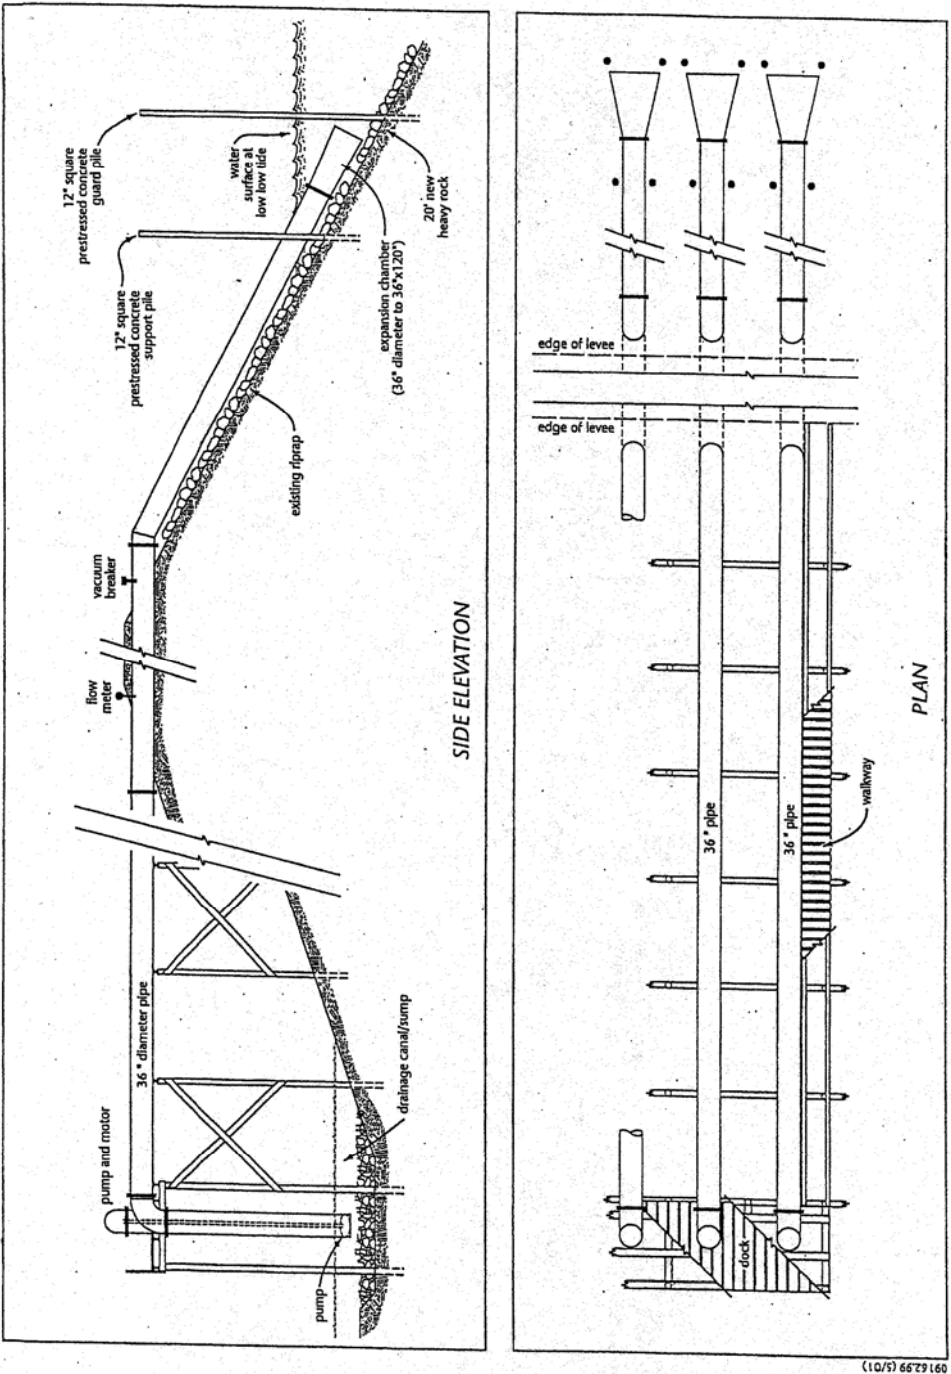 12" square
prestressed concrete
guard pile
12" square
prestressed concrete
support pile
water
surface at
low low tide
20' new
heavy rock
expansion chamber
(36" diameter to 36"x120")
existing riprap
vacuum
breaker
flow
meter
36" diameter pipe
pump and motor
pump
drainage canal/sump
SIDE ELEVATION
edge of levee
edge of levee
36" pipe
36" pipe
walkway
dock
PLAN
09162.99 (5/01)